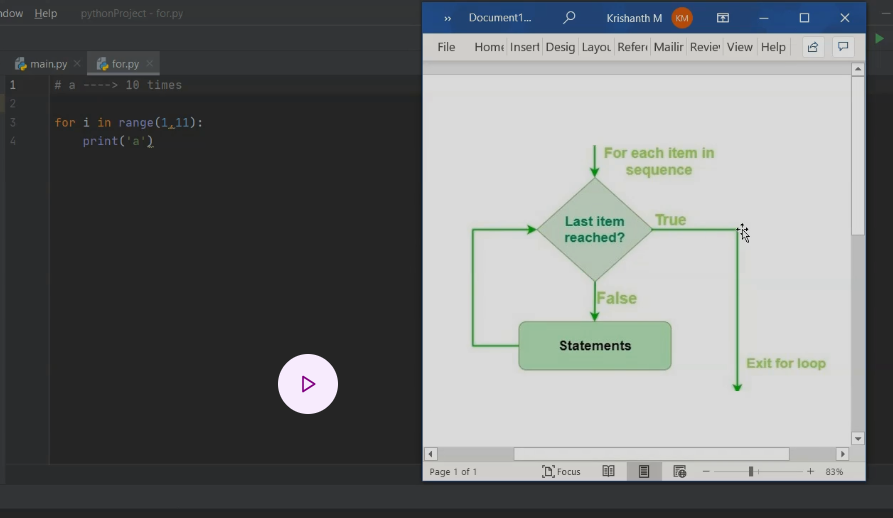 ndow Help pythonProject - for.py
main.py for.py
1 # a ----> 10 times
2
3 for i in range(1,11):
4 print('a')
›› Document1... Krishanth M KM
File Home Insert Desig Layou Referi Mailir Revie View Help
For each item in
sequence
Last item
reached?
True
False
Statements
Exit for loop
Page 1 of 1 Focus 83%